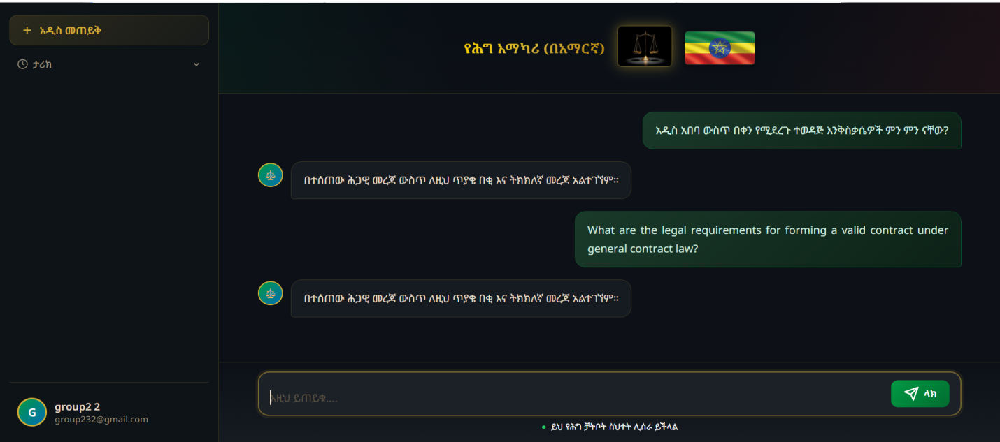 + አዲስ መጠይቅ
ታሪክ
የሕግ አማካሪ (በአማርኛ)
አዲስ አበባ ውስጥ በቀን የሚደረጉ ተወዳጅ እንቅስቃሴዎች ምን ምን ናቸው?
በተሰጠው ሕጋዊ መረጃ ውስጥ ለዚህ ጥያቄ በቂ እና ትክክለኛ መረጃ አልተገኘም።
What are the legal requirements for forming a valid contract under
general contract law?
በተሰጠው ሕጋዊ መረጃ ውስጥ ለዚህ ጥያቄ በቂ እና ትክክለኛ መረጃ አልተገኘም።
እዚህ ይጠይቁ....
ላክ
ይህ የሕግ ቻትቦት ስህተት ሊሰራ ይችላል
G
group2 2
group232@gmail.com